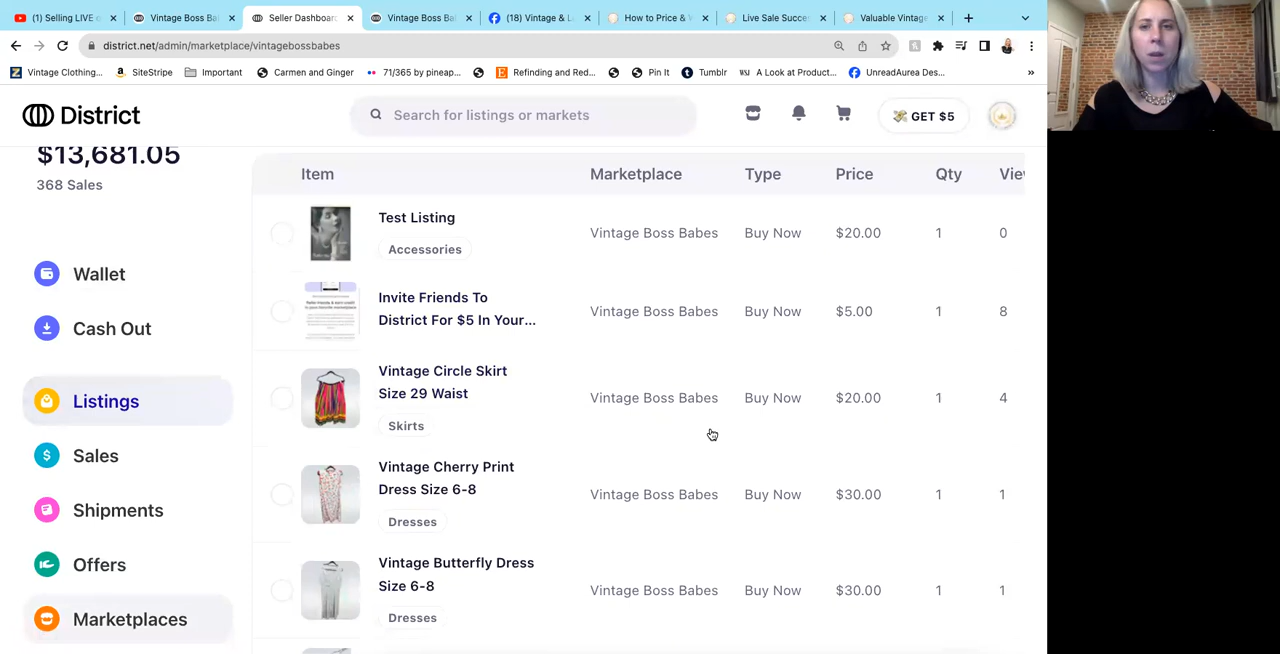 (1) Selling LIVE o
Vintage Boss Ba
Seller Dashboar
Vintage Boss Ba
(18) Vintage & L
How to Price &
Live Sale Succe
Valuable Vintage
district.net/admin/marketplace/vintagebossbabes
Vintage Clothing...
SiteStripe
Important
Carmen and Ginger
71/365 by pineap...
Refinding and Red...
Pin It
Tumblr
WSJ A Look at Product...
UnreadAurea Des...
»
District
Search for listings or markets
GET $5
$13,681.05
368 Sales
Wallet
Cash Out
Listings
Sales
Shipments
Offers
Marketplaces
Item Marketplace Type Price Qty Vie
Test Listing
Accessories
Vintage Boss Babes Buy Now $20.00 1 0
Invite Friends To
District For $5 In Your...
Vintage Boss Babes Buy Now $5.00 1 8
Vintage Circle Skirt
Size 29 Waist
Skirts
Vintage Boss Babes Buy Now $20.00 1 4
Vintage Cherry Print
Dress Size 6-8
Dresses
Vintage Boss Babes Buy Now $30.00 1 1
Vintage Butterfly Dress
Size 6-8
Dresses
Vintage Boss Babes Buy Now $30.00 1 1